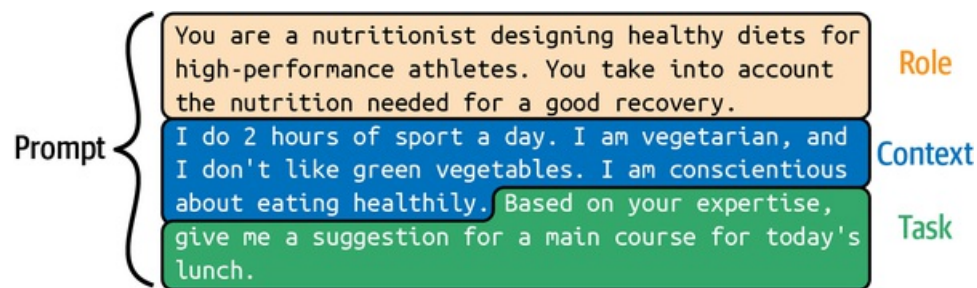 You are a nutritionist designing healthy diets for
high-performance athletes. You take into account
the nutrition needed for a good recovery.
Role
Prompt
I do 2 hours of sport a day. I am vegetarian, and
I don't like green vegetables. I am conscientious
about eating healthily. Based on your expertise,
Context
give me a suggestion for a main course for today's
lunch.
Task